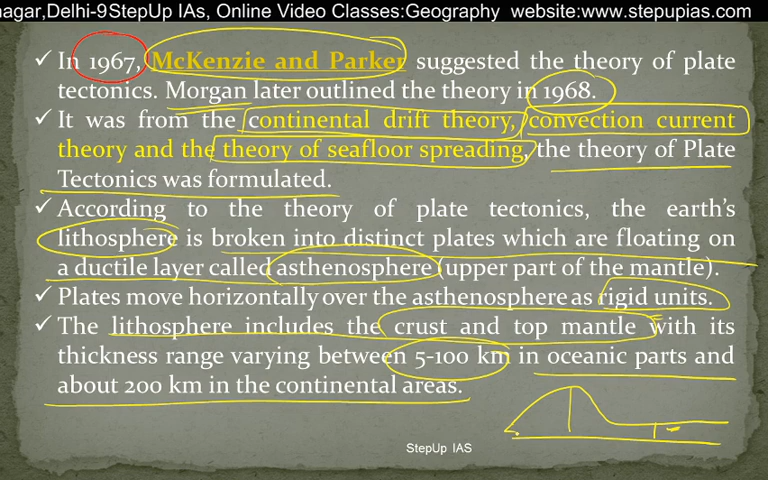 nagar,Delhi-9StepUp IAs, Online Video Classes:Geography website:www.stepupias.com
✓ In 1967, McKenzie and Parker suggested the theory of plate
tectonics. Morgan later outlined the theory in 1968.
✓ It was from the continental drift theory, convection current
theory and the theory of seafloor spreading, the theory of Plate
Tectonics was formulated.
✓ According to the theory of plate tectonics, the earth's
lithosphere is broken into distinct plates which are floating on
a ductile layer called asthenosphere (upper part of the mantle).
✓ Plates move horizontally over the asthenosphere as rigid units.
✓ The lithosphere includes the crust and top mantle with its
thickness range varying between 5-100 km in oceanic parts and
about 200 km in the continental areas.
StepUp IAS